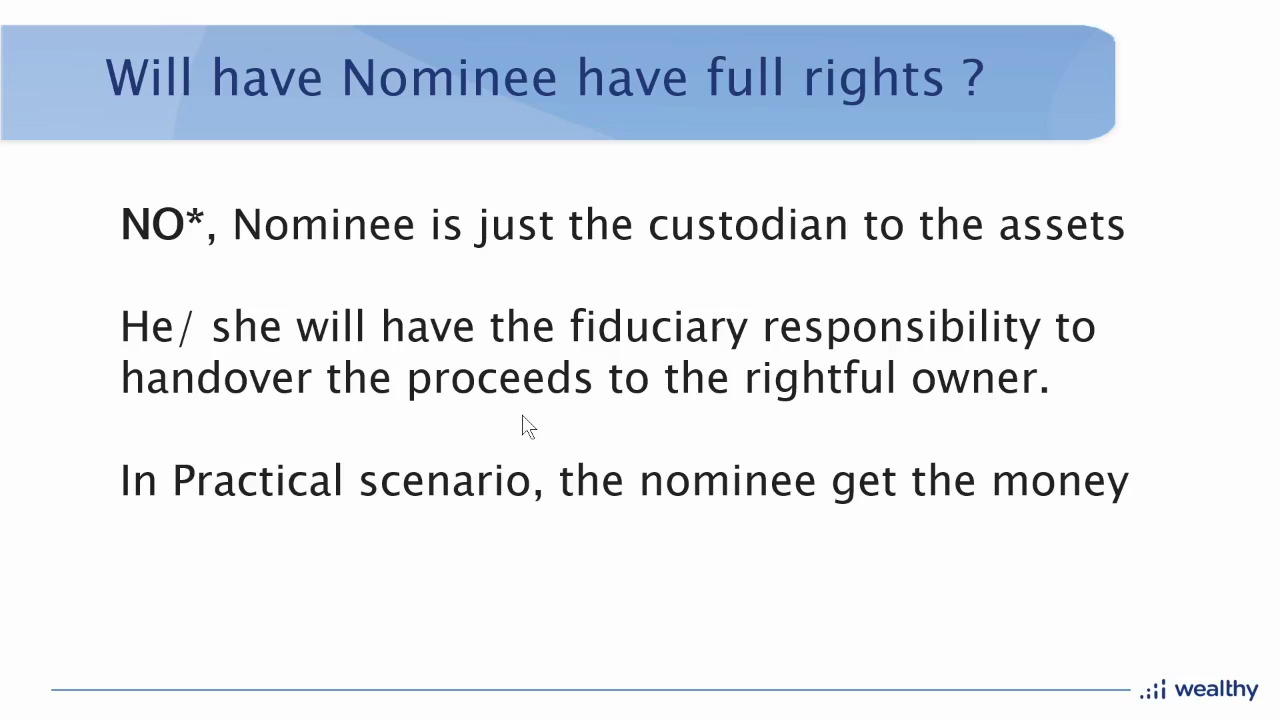 Will have Nominee have full rights ?
NO*, Nominee is just the custodian to the assets
He/ she will have the fiduciary responsibility to
handover the proceeds to the rightful owner.
In Practical scenario, the nominee get the money
wealthy